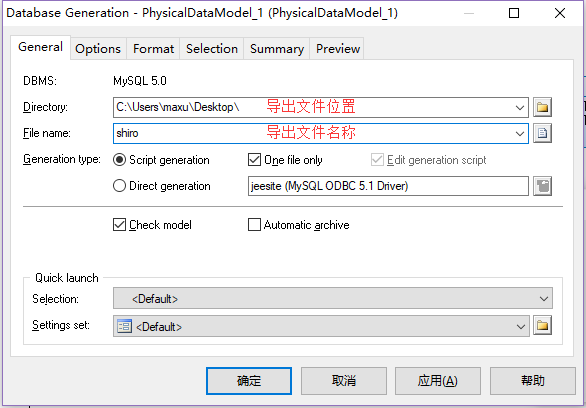 Database Generation - PhysicalDataModel_1 (PhysicalDataModel_1)
General Options Format Selection Summary Preview
DBMS: MySQL 5.0
Directory: C:\Users\maxu\Desktop\ 导出文件位置
File name: shiro 导出文件名称
Generation type: Script generation One file only Edit generation script
Direct generation jeesite (MySQL ODBC 5.1 Driver)
Check model Automatic archive
Quick launch
Selection: <Default>
Settings set: <Default>
确定 取消 应用(A) 帮助